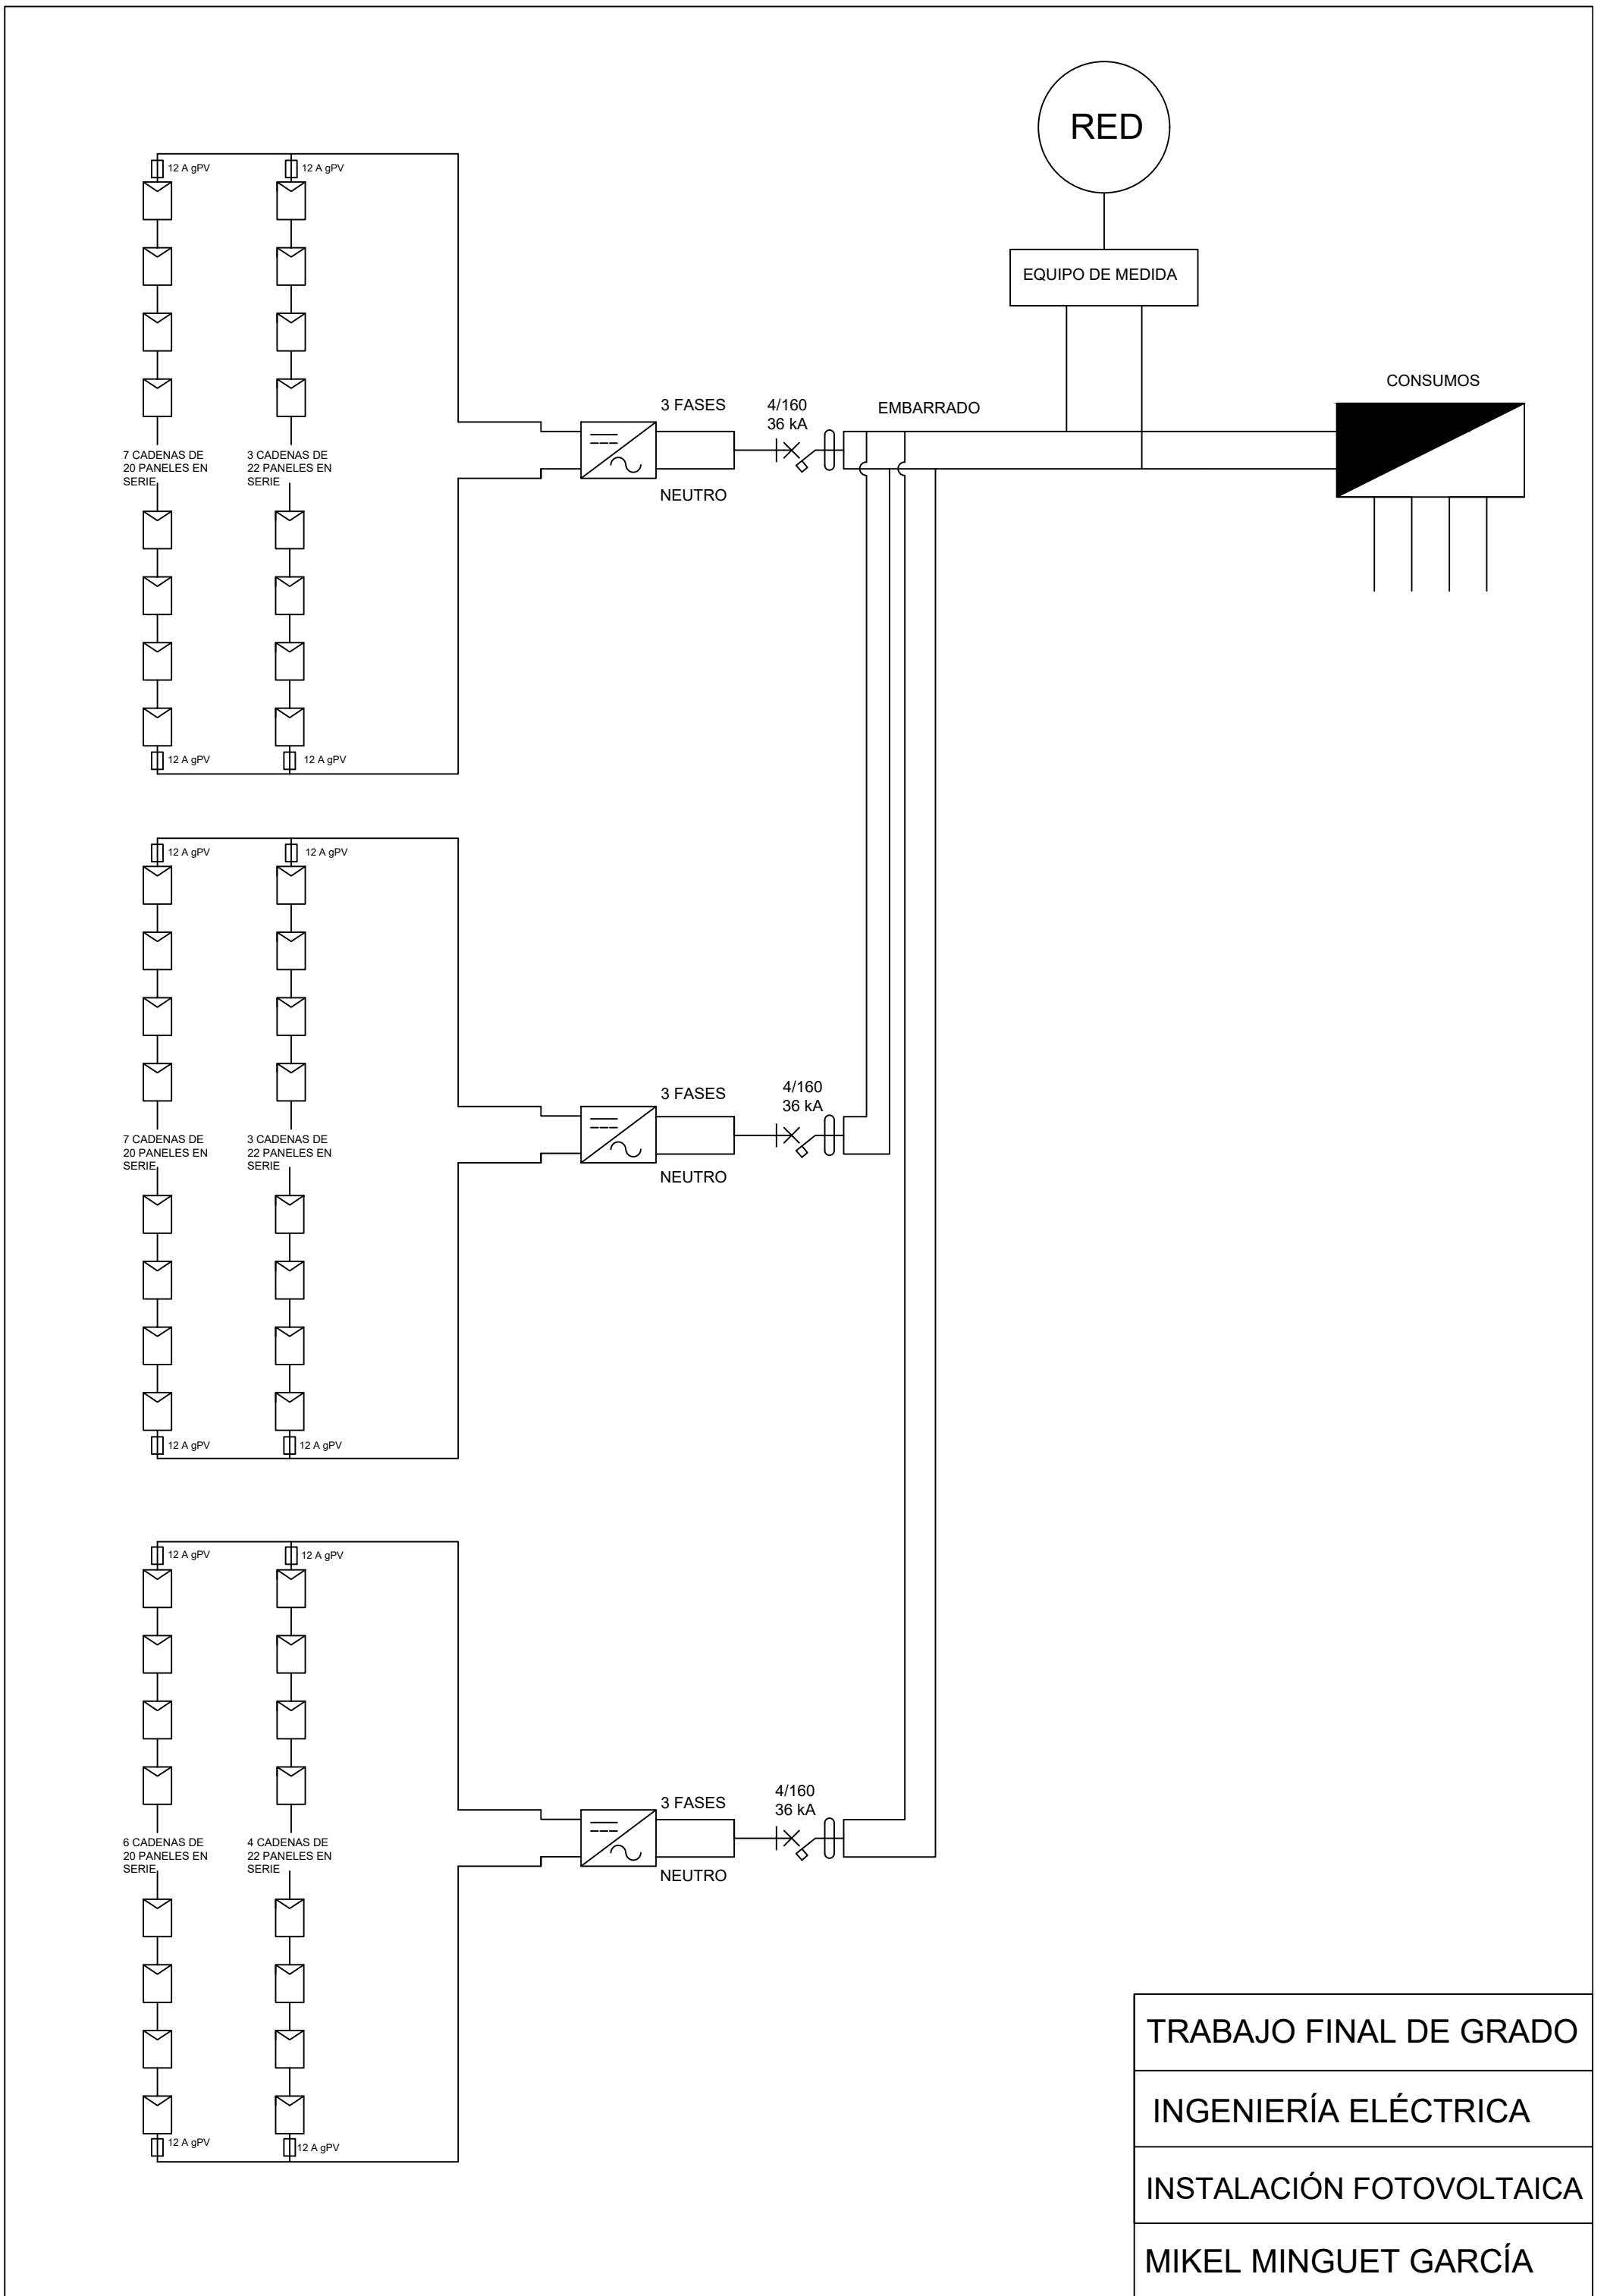 RED
12 A gPV
12 A gPV
EQUIPO DE MEDIDA
CONSUMOS
3 FASES
4/160
36 kA
EMBARRADO
7 CADENAS DE
20 PANELES EN
SERIE
3 CADENAS DE
22 PANELES EN
SERIE
NEUTRO
12 A gPV
12 A gPV
12 A gPV
12 A gPV
3 FASES
4/160
36 kA
7 CADENAS DE
20 PANELES EN
SERIE
3 CADENAS DE
22 PANELES EN
SERIE
NEUTRO
12 A gPV
12 A gPV
12 A gPV
12 A gPV
3 FASES
4/160
36 kA
6 CADENAS DE
20 PANELES EN
SERIE
4 CADENAS DE
22 PANELES EN
SERIE
NEUTRO
12 A gPV
12 A gPV
TRABAJO FINAL DE GRADO
INGENIERÍA ELÉCTRICA
INSTALACIÓN FOTOVOLTAICA
MIKEL MINGUET GARCÍA